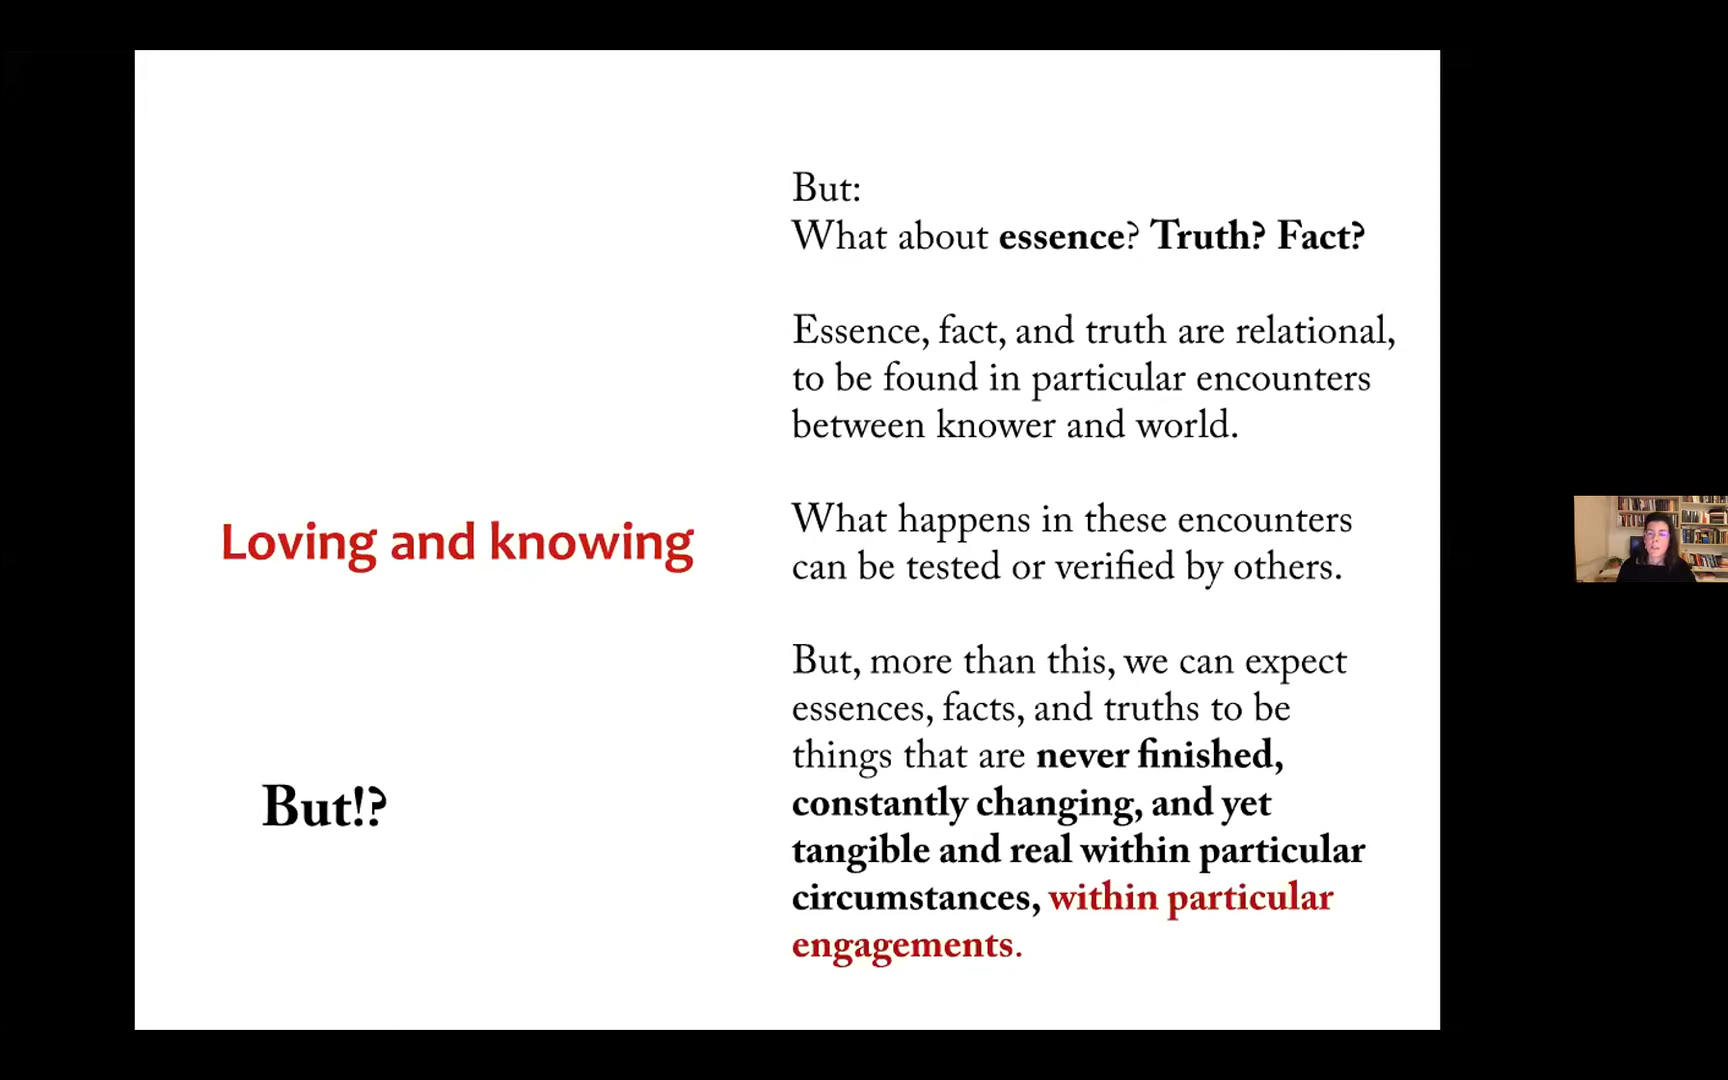 Loving and knowing
But!?
But:
What about essence? Truth? Fact?
Essence, fact, and truth are relational,
to be found in particular encounters
between knower and world.
What happens in these encounters
can be tested or verified by others.
But, more than this, we can expect
essences, facts, and truths to be
things that are never finished,
constantly changing, and yet
tangible and real within particular
circumstances, within particular
engagements.